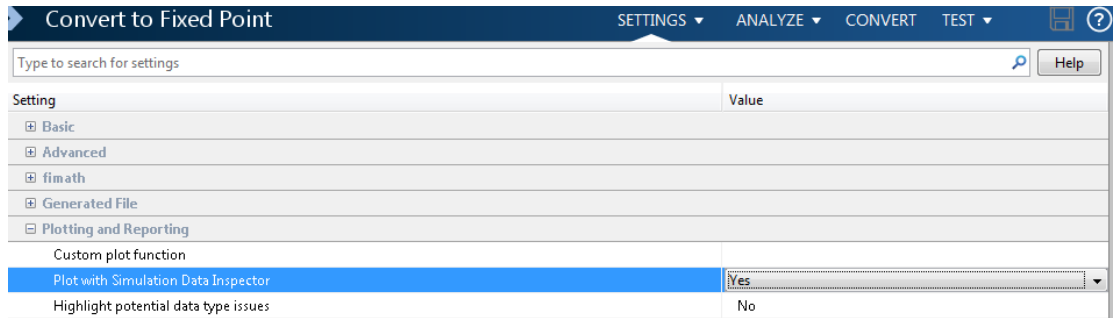 Convert to Fixed Point SETTINGS ▾ ANALYZE ▾ CONVERT TEST ▾ ?
Type to search for settings Help
Setting Value
Basic
Advanced
fimath
Generated File
Plotting and Reporting
Custom plot function
Plot with Simulation Data Inspector Yes
Highlight potential data type issues No